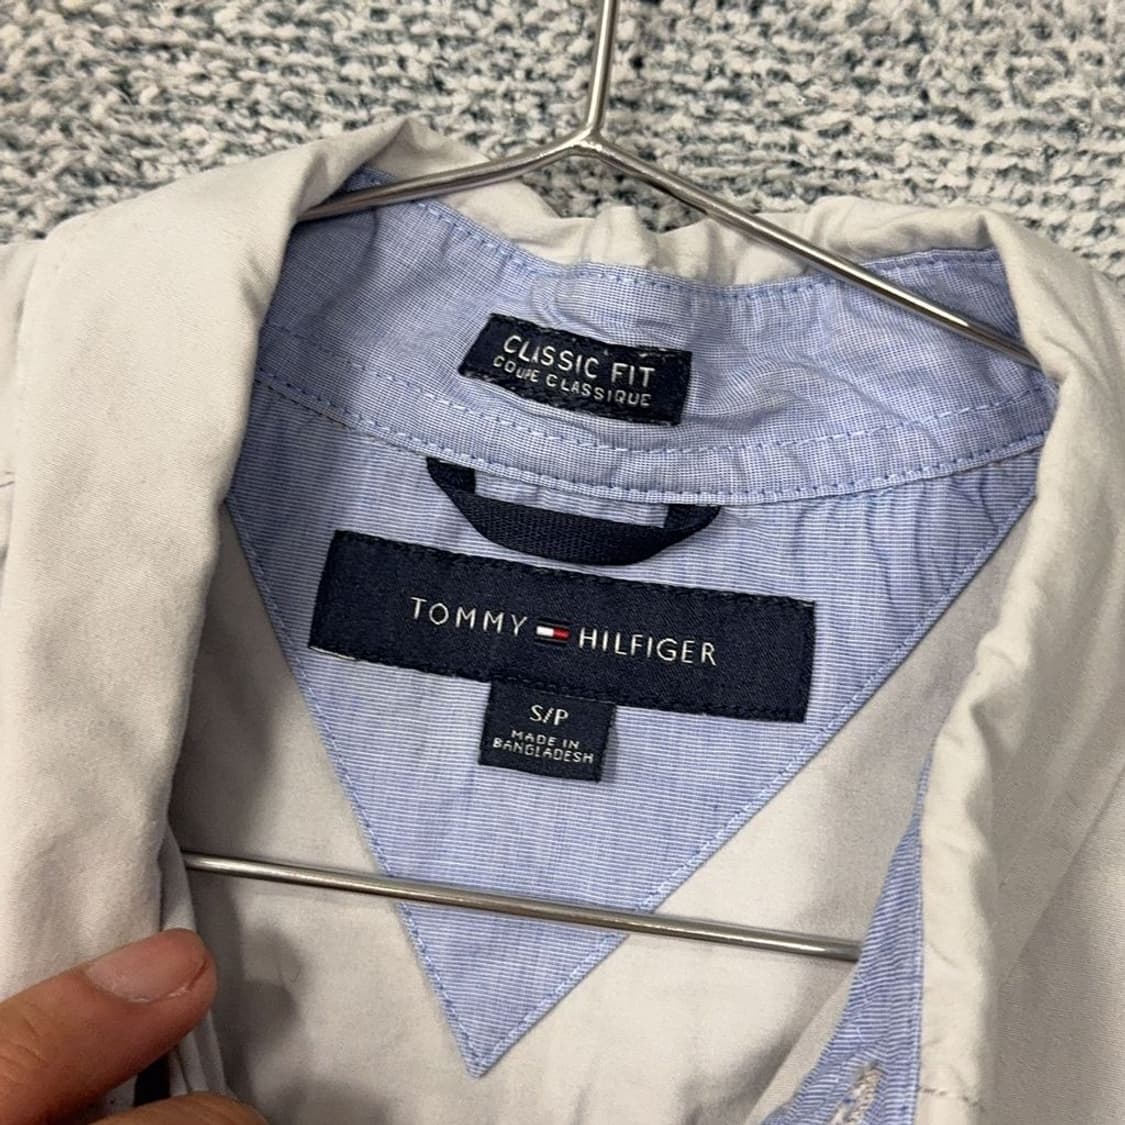 CLASSIC FIT
COUPE CLASSIQUE
TOMMY HILFIGER
S/P
MADE IN
BANGLADESH